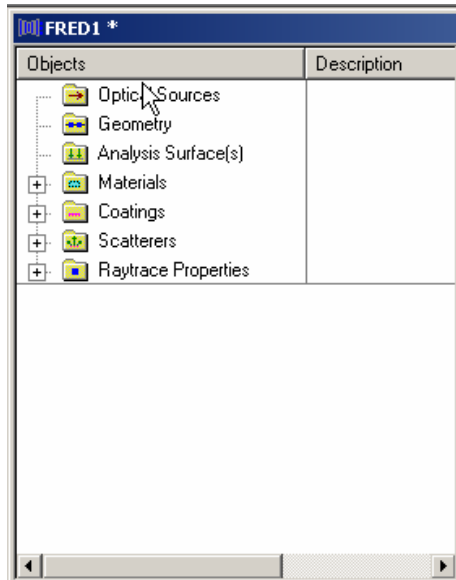 FRED1 *
Objects Description
Optical Sources
Geometry
Analysis Surface(s)
Materials
Coatings
Scatterers
Raytrace Properties